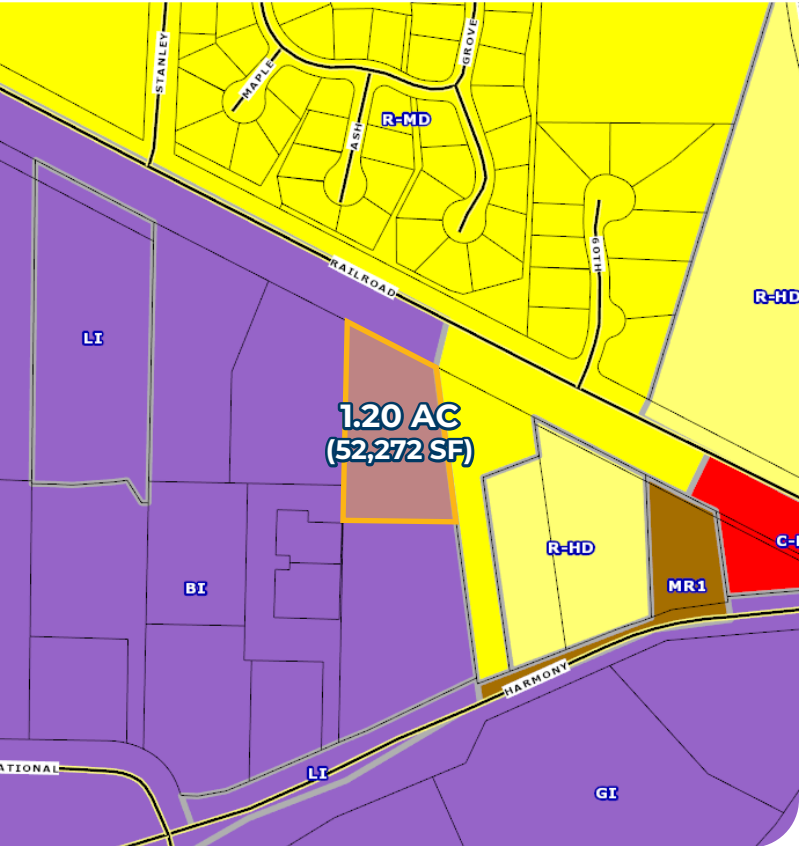 STANLEY
MAPLE
GROVE
ASH
R-MD
60TH
RAILROAD
R-HD
LI
1.20 AC
(52,272 SF)
R-HD
C-
BI
MR1
HARMONY
ATIONAL
LI
GI